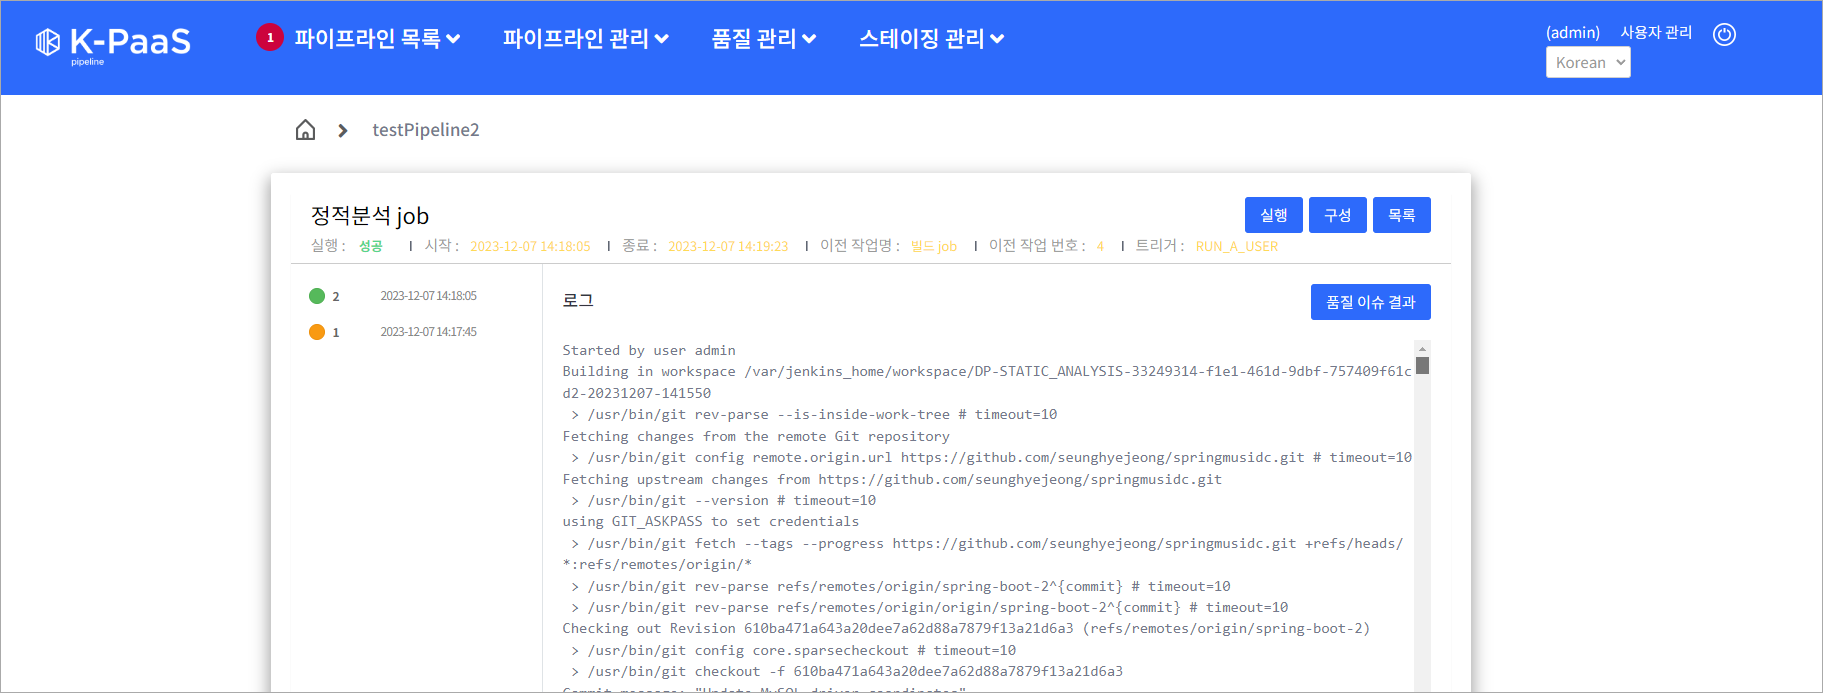 K-PaaS
pipeline
1 파이프라인 목록 파이프라인 관리 품질 관리 스테이징 관리
(admin) 사용자 관리
Korean
testPipeline2
정적분석 job
실행 구성 목록
실행 : 성공 I 시작 : 2023-12-07 14:18:05 I 종료 : 2023-12-07 14:19:23 I 이전 작업명 : 빌드 job I 이전 작업 번호 : 4 I 트리거 : RUN_A_USER
2 2023-12-07 14:18:05
1 2023-12-07 14:17:45
로그
품질 이슈 결과
Started by user admin
Building in workspace /var/jenkins_home/workspace/DP-STATIC_ANALYSIS-33249314-f1e1-461d-9dbf-757409f61c
d2-20231207-141550
> /usr/bin/git rev-parse --is-inside-work-tree # timeout=10
Fetching changes from the remote Git repository
> /usr/bin/git config remote.origin.url https://github.com/seunghyejeong/springmusidc.git # timeout=10
Fetching upstream changes from https://github.com/seunghyejeong/springmusidc.git
> /usr/bin/git --version # timeout=10
using GIT_ASKPASS to set credentials
> /usr/bin/git fetch --tags --progress https://github.com/seunghyejeong/springmusidc.git +refs/heads/
*:refs/remotes/origin/*
> /usr/bin/git rev-parse refs/remotes/origin/spring-boot-2^{commit} # timeout=10
> /usr/bin/git rev-parse refs/remotes/origin/origin/spring-boot-2^{commit} # timeout=10
Checking out Revision 610ba471a643a20dee7a62d88a7879f13a21d6a3 (refs/remotes/origin/spring-boot-2)
> /usr/bin/git config core.sparsecheckout # timeout=10
> /usr/bin/git checkout -f 610ba471a643a20dee7a62d88a7879f13a21d6a3
Commit message: "Update MySQL driver coordinates"